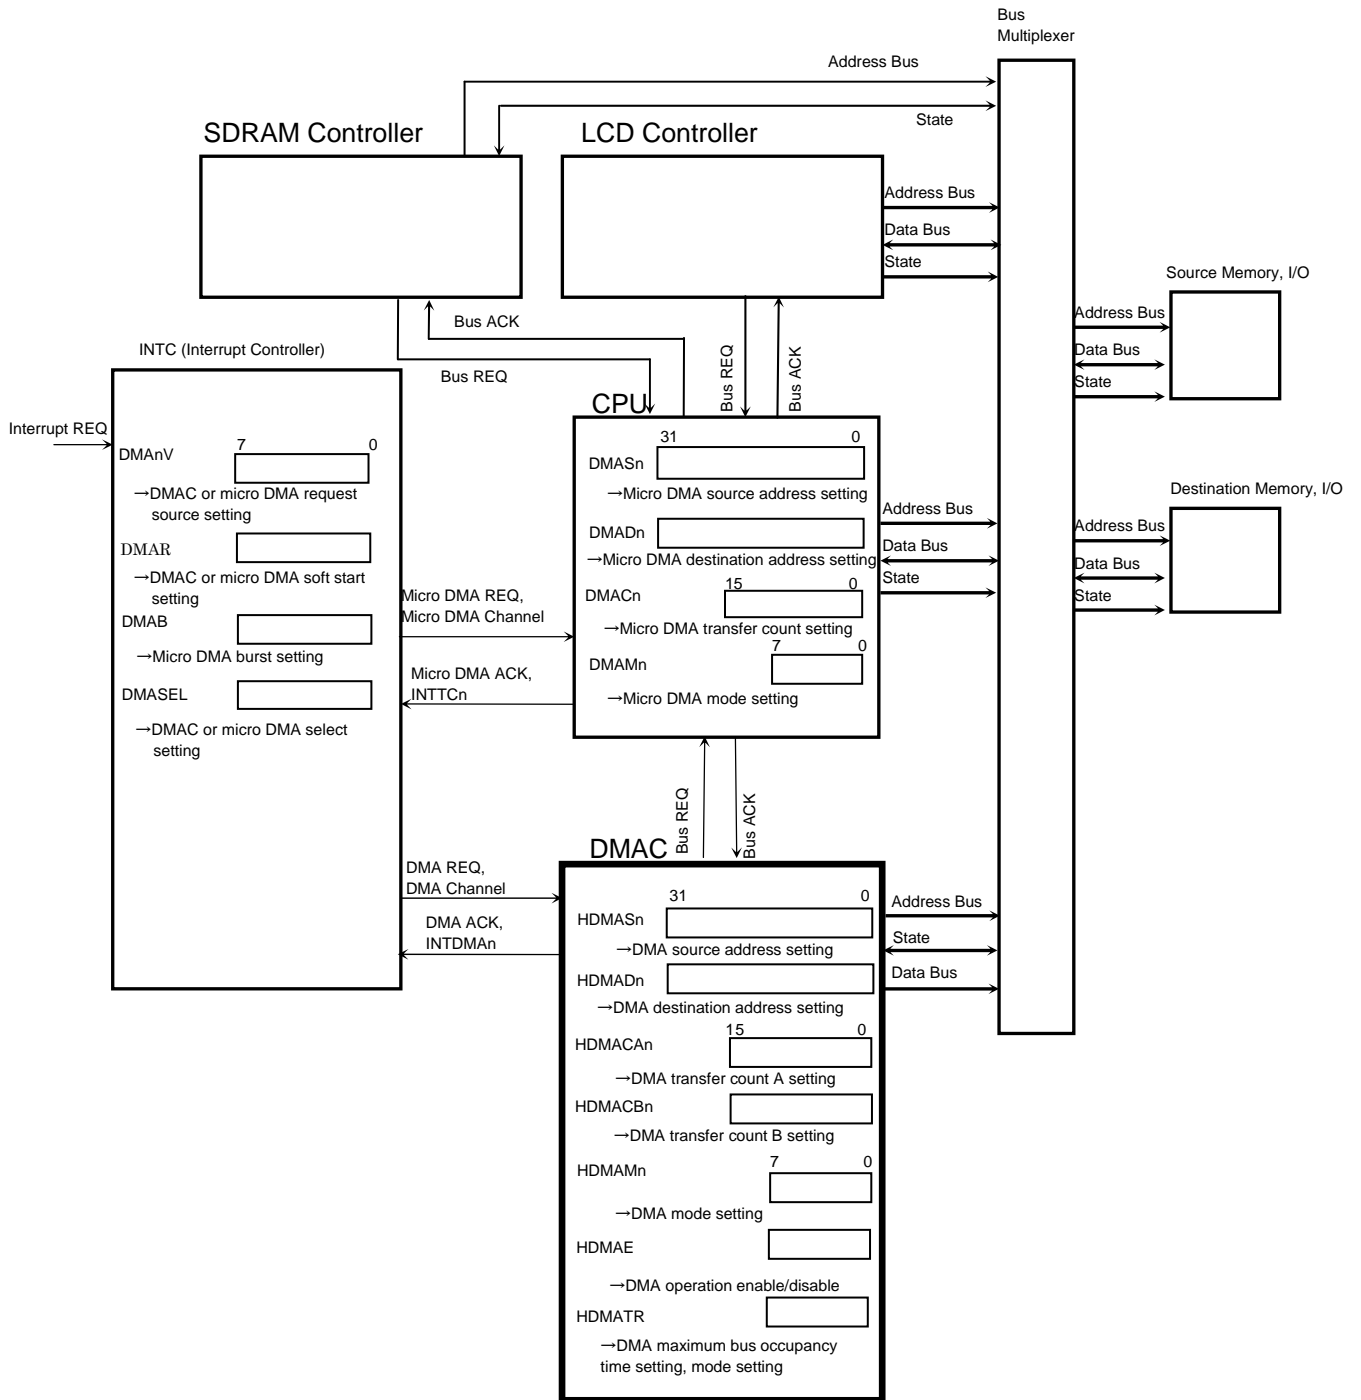 Bus
Multiplexer
Address Bus
State
SDRAM Controller
LCD Controller
Address Bus
Data Bus
State
Source Memory, I/O
Address Bus
Data Bus
State
Bus ACK
Bus REQ
Bus REQ
Bus ACK
INTC (Interrupt Controller)
Interrupt REQ
DMAnV
7 0
→DMAC or micro DMA request
source setting
DMAR
→DMAC or micro DMA soft start
setting
DMAB
→Micro DMA burst setting
DMASEL
→DMAC or micro DMA select
setting
Micro DMA REQ,
Micro DMA Channel
Micro DMA ACK,
INTTCn
CPU
31 0
DMASn
→Micro DMA source address setting
DMADn
→Micro DMA destination address setting
DMACn
15 0
→Micro DMA transfer count setting
DMAMn
7 0
→Micro DMA mode setting
Address Bus
Data Bus
State
Destination Memory, I/O
Address Bus
Data Bus
State
Bus REQ
Bus ACK
DMA REQ,
DMA Channel
DMA ACK,
INTDMAn
DMAC
31 0
HDMASn
→DMA source address setting
HDMADn
→DMA destination address setting
15 0
HDMACAn
→DMA transfer count A setting
HDMACBn
→DMA transfer count B setting
7 0
HDMAMn
→DMA mode setting
HDMAE
→DMA operation enable/disable
HDMATR
→DMA maximum bus occupancy
time setting, mode setting
Address Bus
State
Data Bus